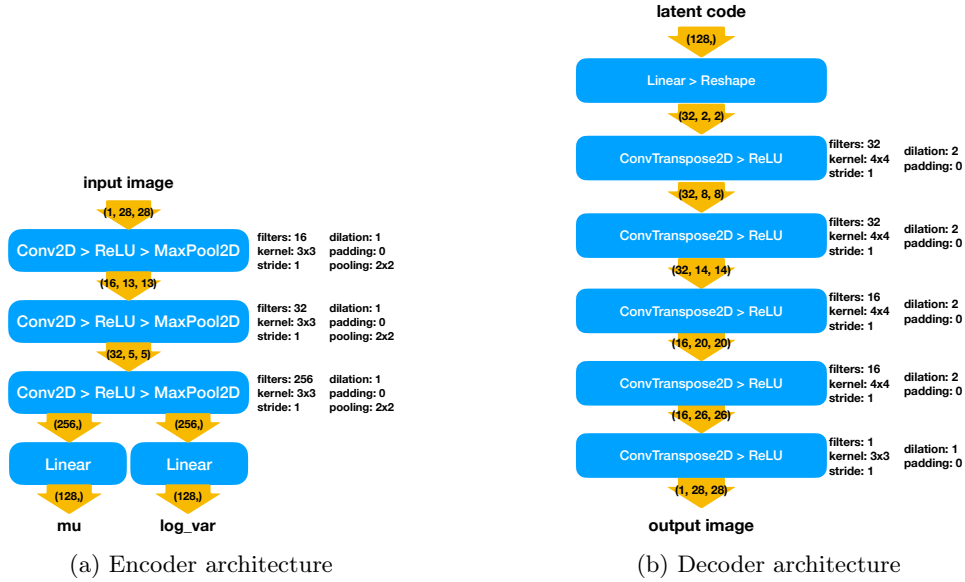 input image
(1, 28, 28)
Conv2D > ReLU > MaxPool2D
filters: 16 dilation: 1
kernel: 3x3 padding: 0
stride: 1 pooling: 2x2
(16, 13, 13)
Conv2D > ReLU > MaxPool2D
filters: 32 dilation: 1
kernel: 3x3 padding: 0
stride: 1 pooling: 2x2
(32, 5, 5)
Conv2D > ReLU > MaxPool2D
filters: 256 dilation: 1
kernel: 3x3 padding: 0
stride: 1 pooling: 2x2
(256,) (256,)
Linear Linear
(128,) (128,)
mu log_var
(a) Encoder architecture
latent code
(128,)
Linear > Reshape
(32, 2, 2)
ConvTranspose2D > ReLU
filters: 32 dilation: 2
kernel: 4x4 padding: 0
stride: 1
(32, 8, 8)
ConvTranspose2D > ReLU
filters: 32 dilation: 2
kernel: 4x4 padding: 0
stride: 1
(32, 14, 14)
ConvTranspose2D > ReLU
filters: 16 dilation: 2
kernel: 4x4 padding: 0
stride: 1
(16, 20, 20)
ConvTranspose2D > ReLU
filters: 16 dilation: 2
kernel: 4x4 padding: 0
stride: 1
(16, 26, 26)
ConvTranspose2D > ReLU
filters: 1 dilation: 1
kernel: 3x3 padding: 0
stride: 1
(1, 28, 28)
output image
(b) Decoder architecture